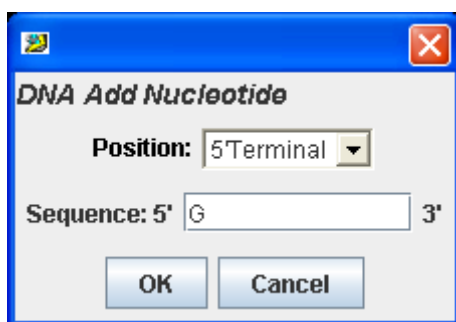 DNA Add Nucleotide
Position: 5'Terminal
Sequence: 5' G 3'
OK Cancel